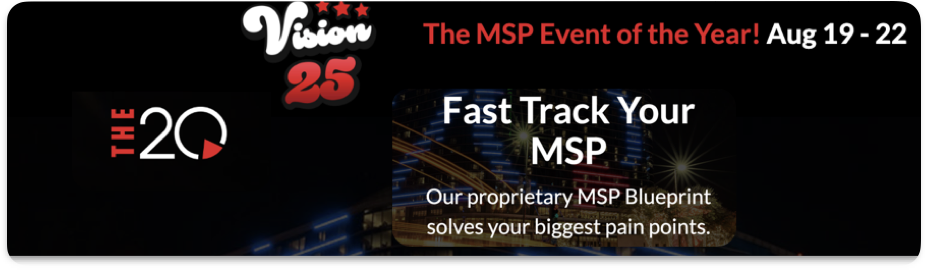 Vision
25
The MSP Event of the Year! Aug 19 - 22
THE 20
Fast Track Your
MSP
Our proprietary MSP Blueprint
solves your biggest pain points.